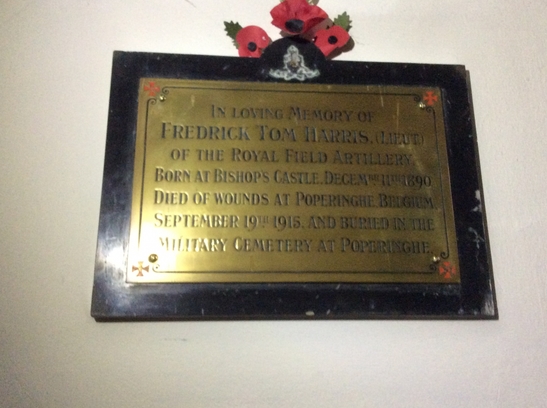 IN LOVING MEMORY OF
FREDRICK TOM HARRIS. (LIEUT)
OF THE ROYAL FIELD ARTILLERY.
BORN AT BISHOPS CASTLE. DECEMBER 11TH 1890
DIED OF WOUNDS AT POPERINGHE. BELGIUM
SEPTEMBER 19TH 1915. AND BURIED IN THE
MILITARY CEMETERY AT POPERINGHE.